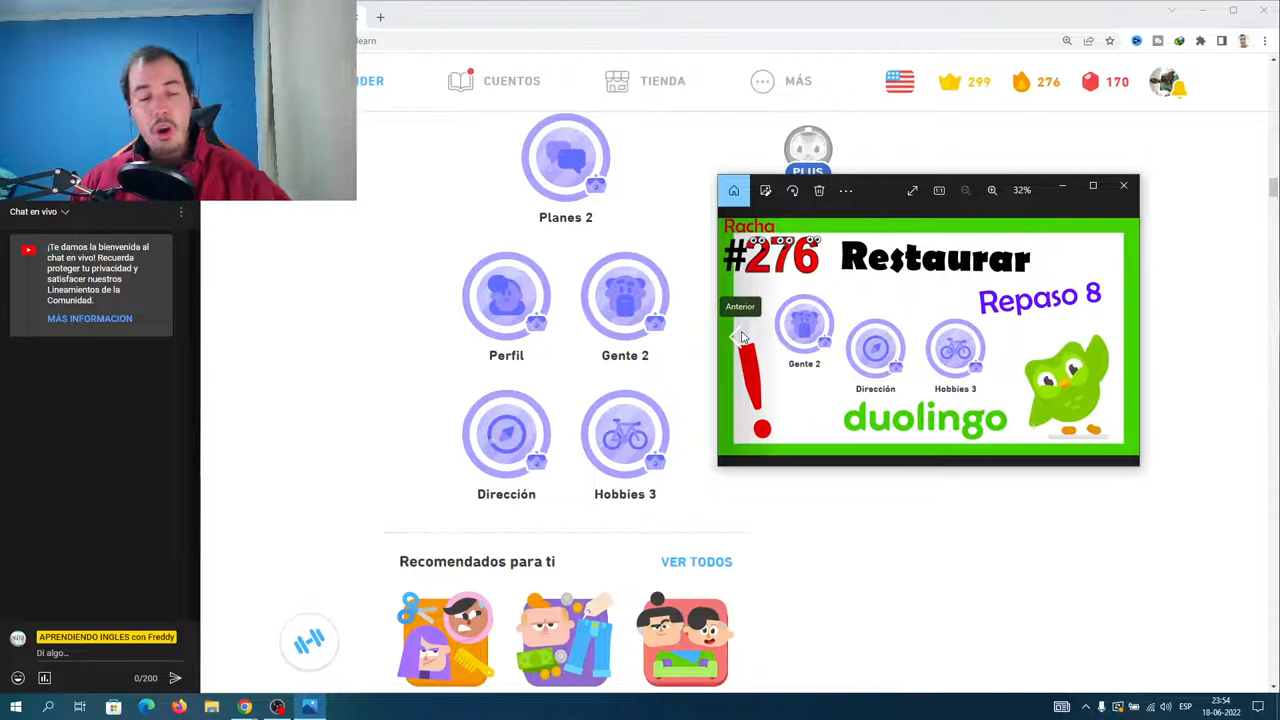 learn
DER
CUENTOS
TIENDA
MÁS
299
276
170
PLUS
Planes 2
Perfil
Gente 2
Dirección
Hobbies 3
Recomendados para ti
VER TODOS
32%
Racha
#276 Restaurar
Repaso 8
Anterior
Gente 2
Dirección
Hobbies 3
duolingo
Chat en vivo
¡Te damos la bienvenida al
chat en vivo! Recuerda
proteger tu privacidad y
satisfacer nuestros
Lineamientos de la
Comunidad.
MÁS INFORMACIÓN
APRENDIENDO INGLES con Freddy
Di algo...
0/200
ESP
23:54
18-06-2022